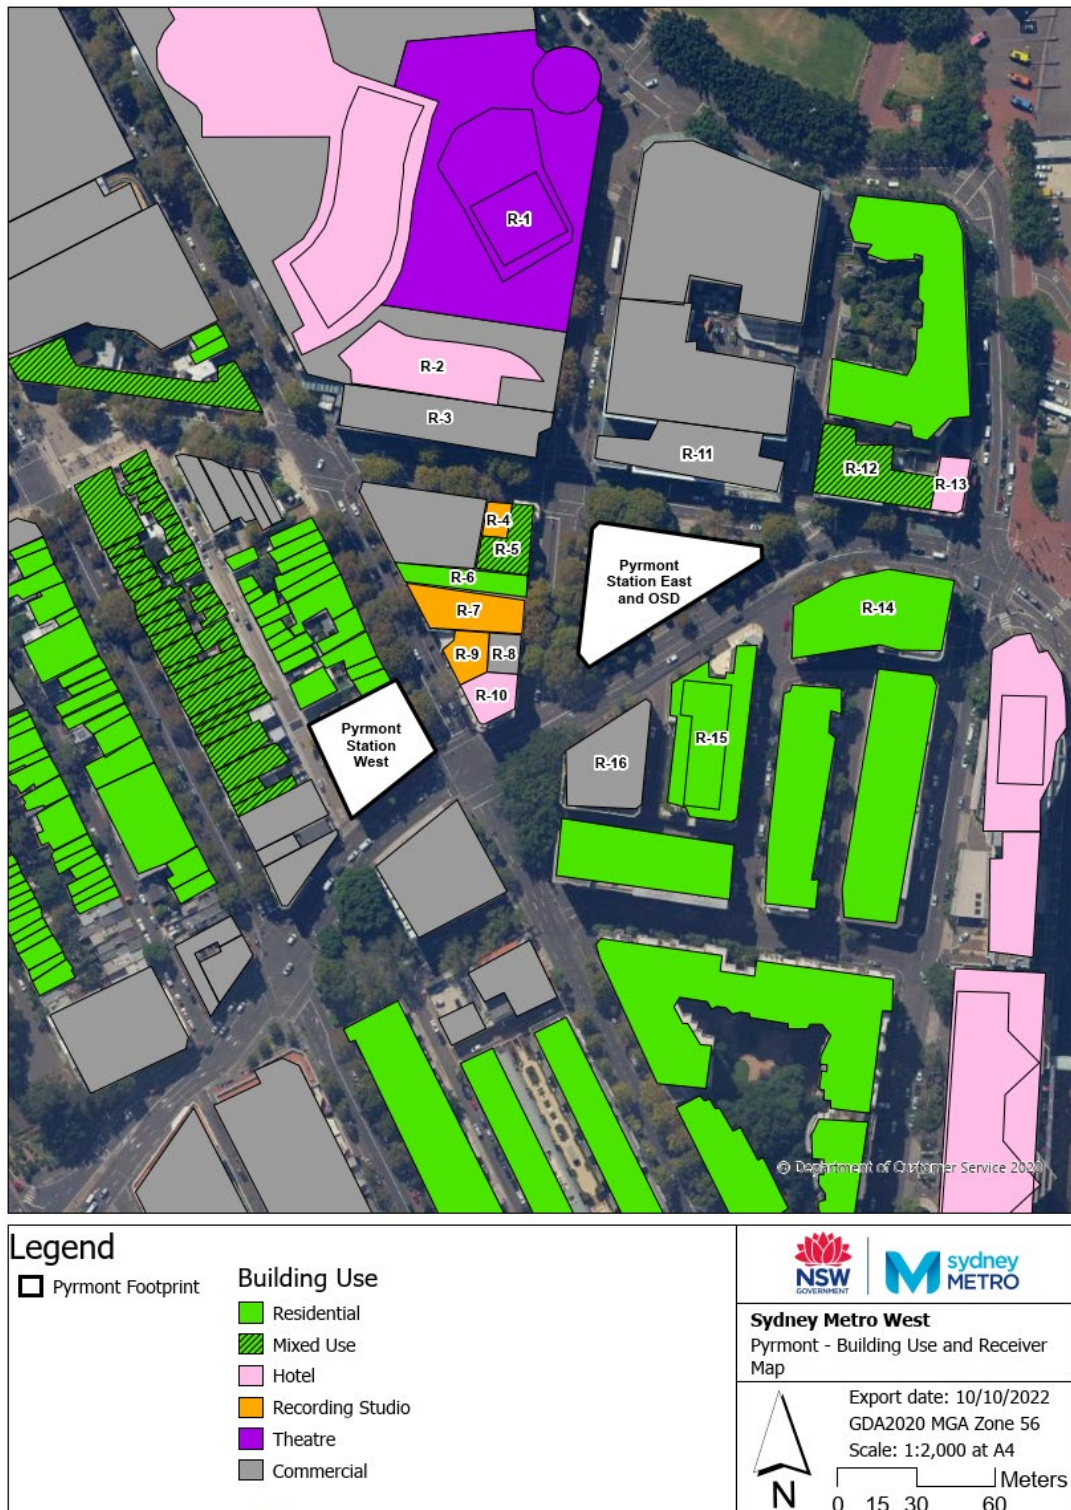 R-1
R-2
R-3
R-11
R-12
R-13
R-4
R-5
R-6
R-7
R-9
R-8
R-10
Pyrmont
Station East
and OSD
R-14
Pyrmont
Station
West
R-15
R-16
© Department of Customer Service 2020
Legend
Pyrmont Footprint
Building Use
Residential
Mixed Use
Hotel
Recording Studio
Theatre
Commercial
NSW
GOVERNMENT
sydney
METRO
Sydney Metro West
Pyrmont - Building Use and Receiver
Map
Export date: 10/10/2022
GDA2020 MGA Zone 56
Scale: 1:2,000 at A4
Meters
N
0 15 30 60